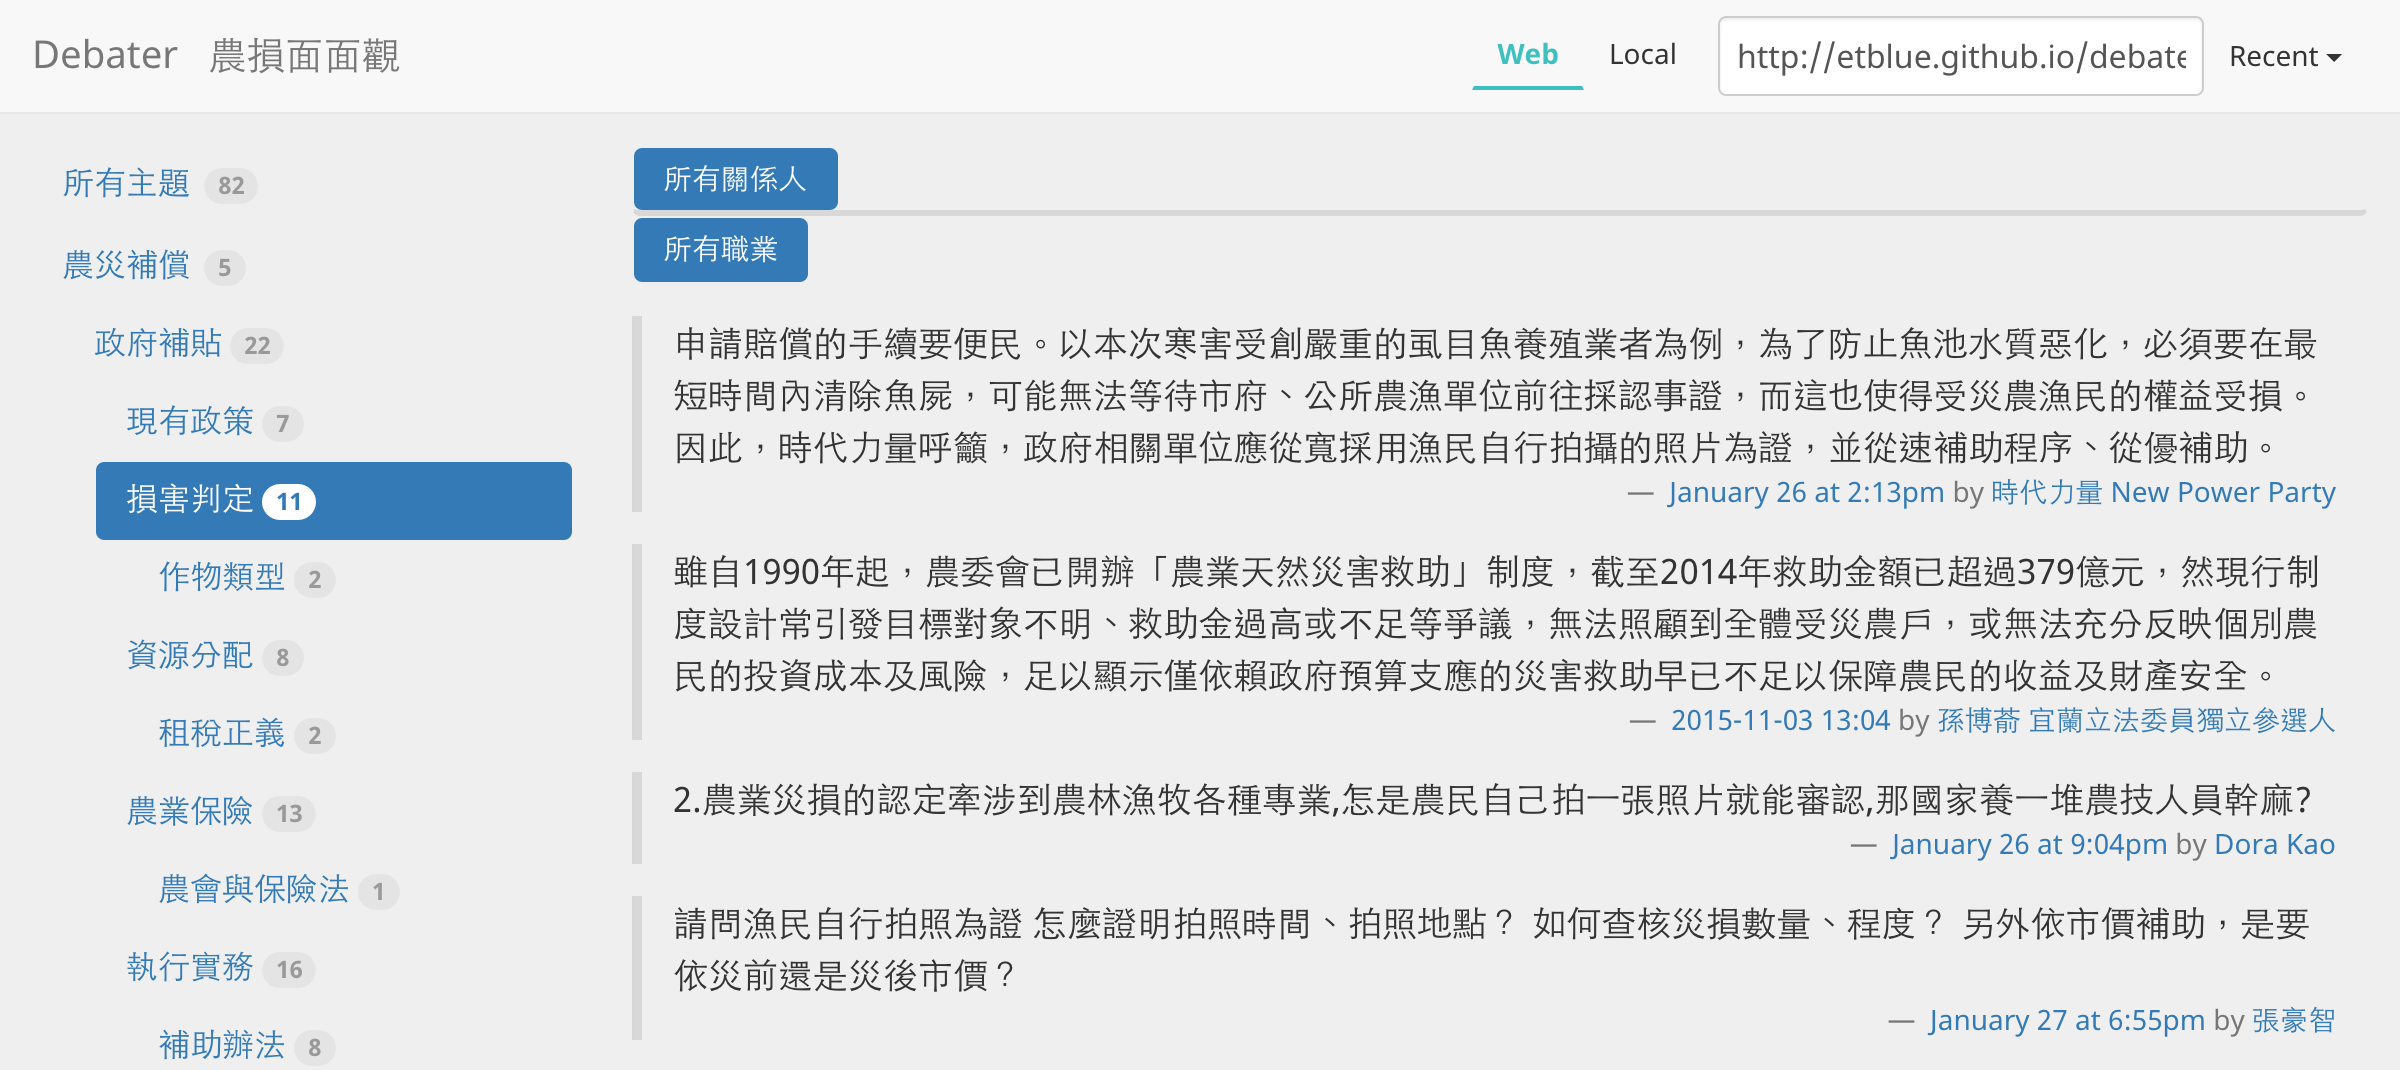 Debater 農損面面觀
Web Local http://etblue.github.io/debate Recent
所有主題 82
農災補償 5
政府補貼 22
現有政策 7
損害判定 11
作物類型 2
資源分配 8
租稅正義 2
農業保險 13
農會與保險法 1
執行實務 16
補助辦法 8
所有關係人
所有職業
申請賠償的手續要便民。以本次寒害受創嚴重的虱目魚養殖業者為例，為了防止魚池水質惡化，必須要在最
短時間內清除魚屍，可能無法等待市府、公所農漁單位前往採認事證，而這也使得受災農漁民的權益受損。
因此，時代力量呼籲，政府相關單位應從寬採用漁民自行拍攝的照片為證，並從速補助程序、從優補助。
— January 26 at 2:13pm by 時代力量 New Power Party
雖自1990年起，農委會已開辦「農業天然災害救助」制度，截至2014年救助金額已超過379億元，然現行制
度設計常引發目標對象不明、救助金過高或不足等爭議，無法照顧到全體受災農戶，或無法充分反映個別農
民的投資成本及風險，足以顯示僅依賴政府預算支應的災害救助早已不足以保障農民的收益及財產安全。
— 2015-11-03 13:04 by 孫博萮 宜蘭立法委員獨立參選人
2.農業災損的認定牽涉到農林漁牧各種專業,怎是農民自己拍一張照片就能審認,那國家養一堆農技人員幹麻?
— January 26 at 9:04pm by Dora Kao
請問漁民自行拍照為證 怎麼證明拍照時間、拍照地點？ 如何查核災損數量、程度？ 另外依市價補助，是要
依災前還是災後市價？
— January 27 at 6:55pm by 張豪智